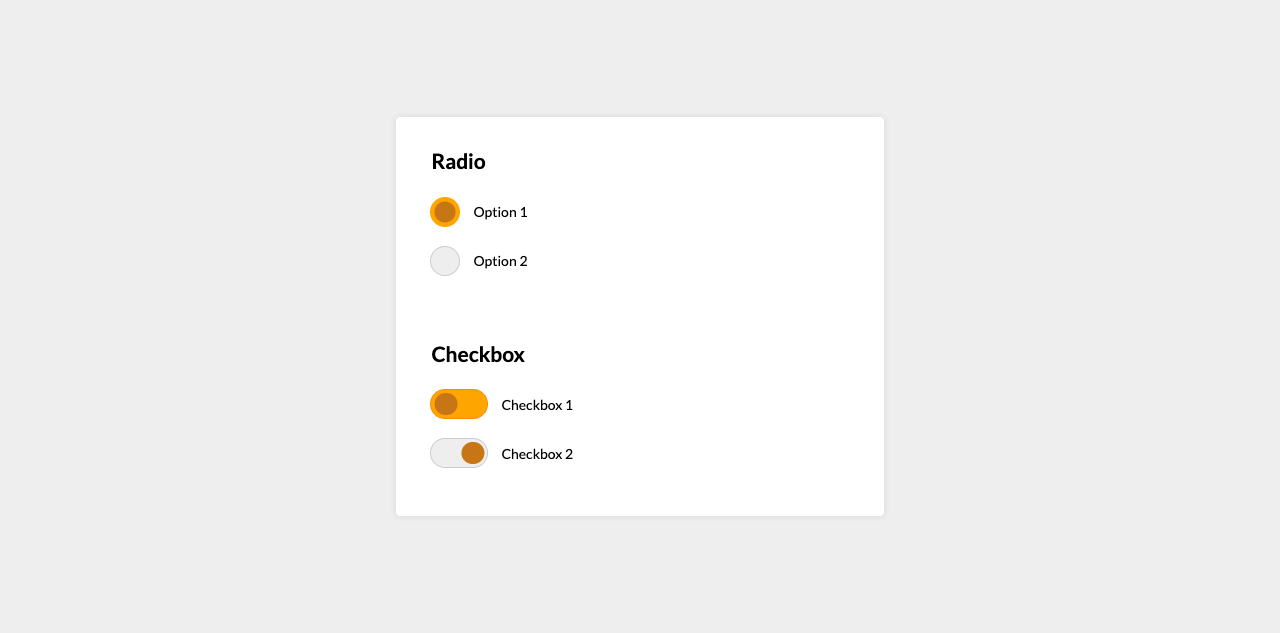 Radio
Option 1
Option 2
Checkbox
Checkbox 1
Checkbox 2